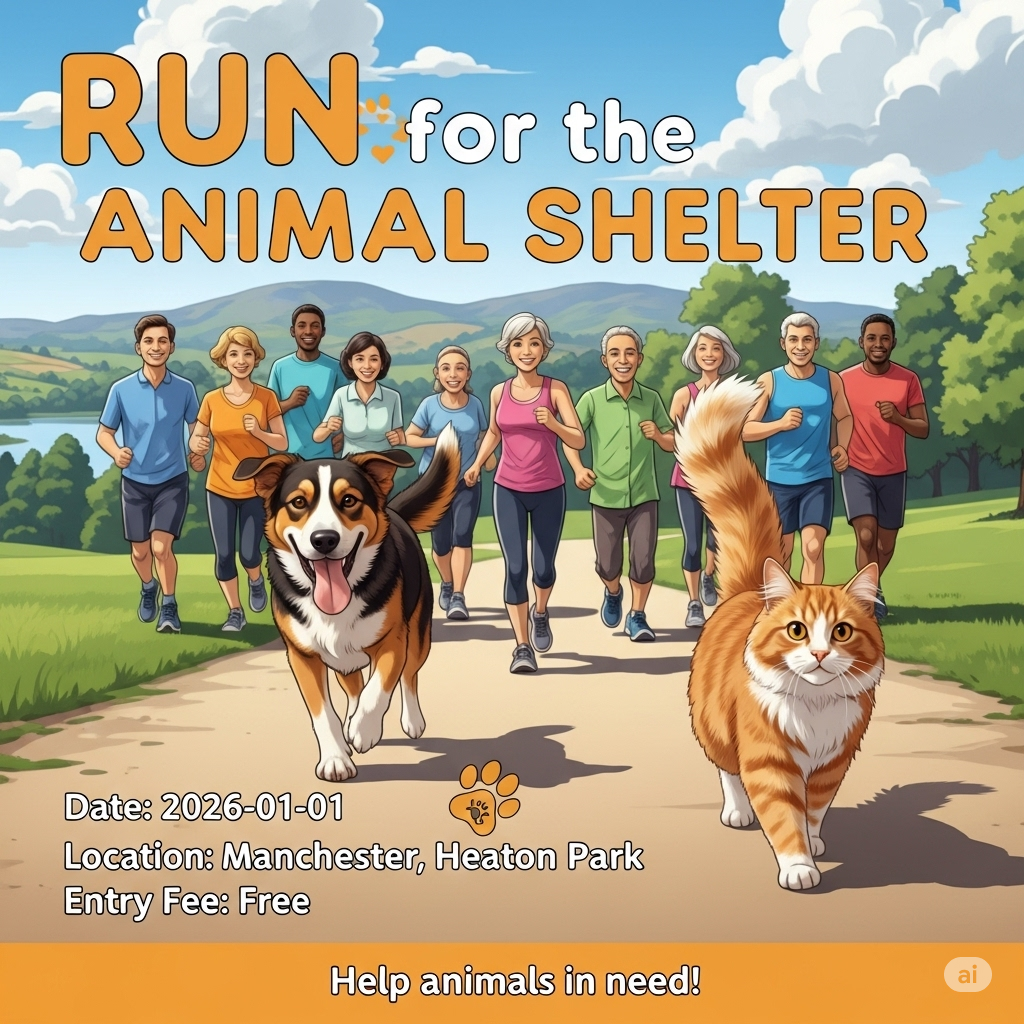 RUN for the
ANIMAL SHELTER
Date: 2026-01-01
Location: Manchester, Heaton Park
Entry Fee: Free
Help animals in need!
ai